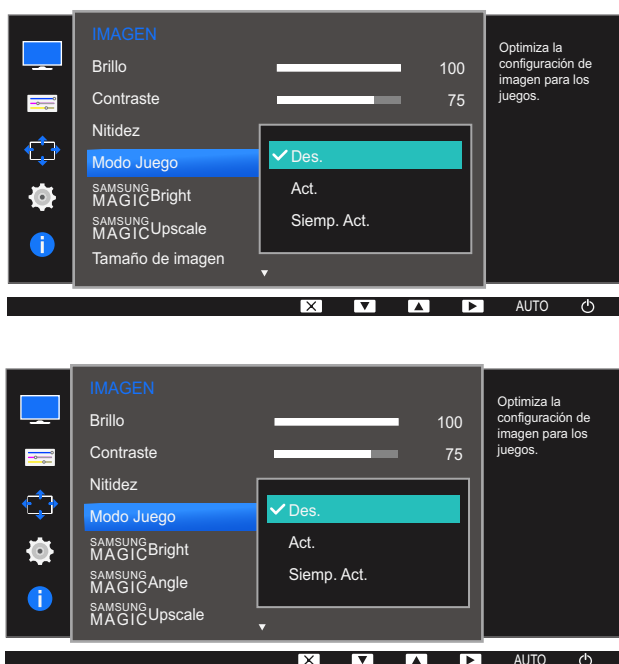 IMAGEN
Brillo 100
Contraste 75
Nitidez
Modo Juego
SAMSUNG
MAGIC Bright
SAMSUNG
MAGIC Upscale
Tamaño de imagen
Des.
Act.
Siemp. Act.
Optimiza la
configuración de
imagen para los
juegos.
AUTO
IMAGEN
Brillo 100
Contraste 75
Nitidez
Modo Juego
SAMSUNG
MAGIC Bright
SAMSUNG
MAGIC Angle
SAMSUNG
MAGIC Upscale
Des.
Act.
Siemp. Act.
Optimiza la
configuración de
imagen para los
juegos.
AUTO